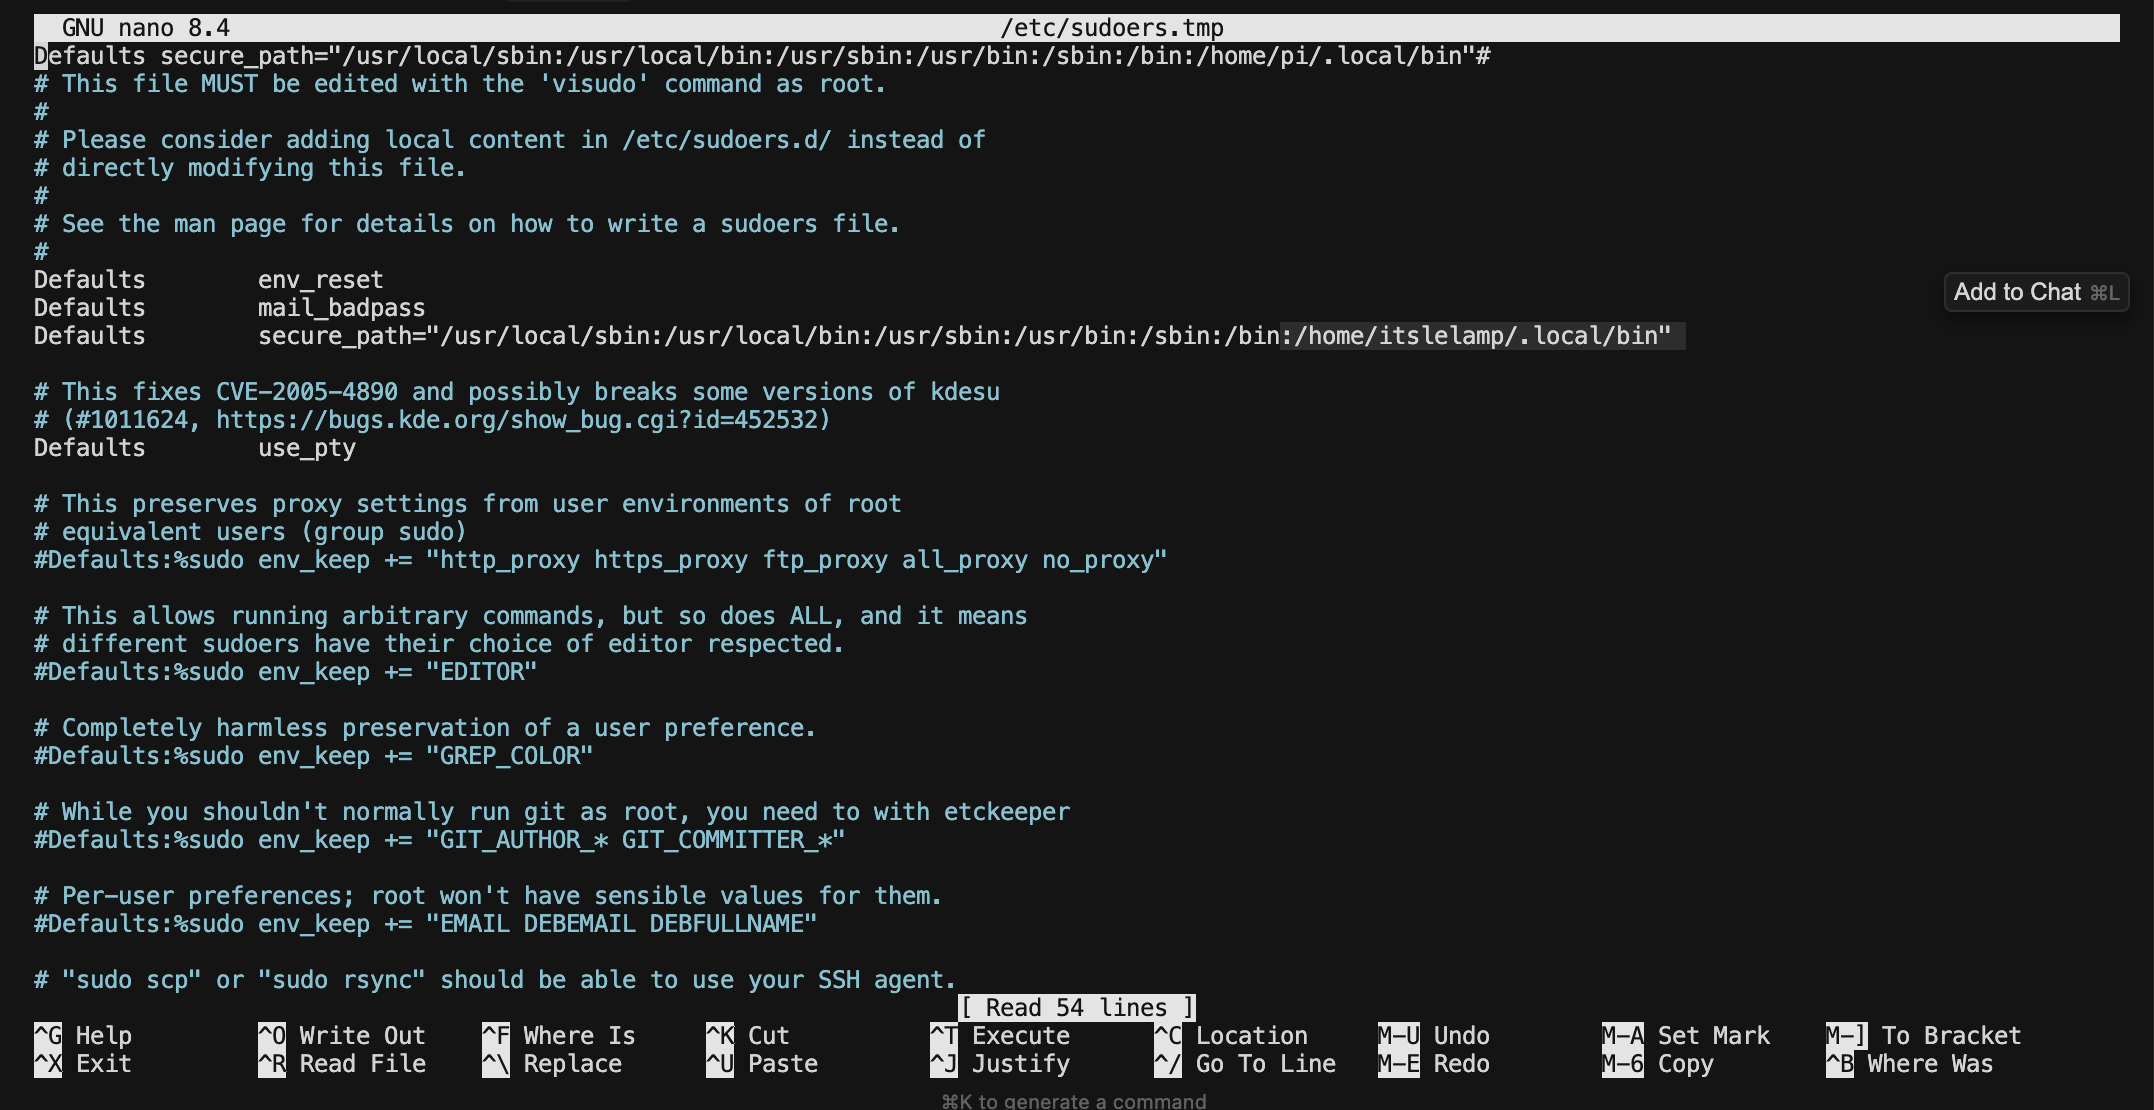 GNU nano 8.4 /etc/sudoers.tmp
Defaults secure_path="/usr/local/sbin:/usr/local/bin:/usr/sbin:/usr/bin:/sbin:/bin:/home/pi/.local/bin"#
# This file MUST be edited with the 'visudo' command as root.
#
# Please consider adding local content in /etc/sudoers.d/ instead of
# directly modifying this file.
#
# See the man page for details on how to write a sudoers file.
#
Defaults        env_reset
Add to Chat ⌘L
Defaults        mail_badpass
Defaults        secure_path="/usr/local/sbin:/usr/local/bin:/usr/sbin:/usr/bin:/sbin:/bin:/home/itslelamp/.local/bin"
# This fixes CVE-2005-4890 and possibly breaks some versions of kdesu
# (#1011624, https://bugs.kde.org/show_bug.cgi?id=452532)
Defaults        use_pty
# This preserves proxy settings from user environments of root
# equivalent users (group sudo)
#Defaults:%sudo env_keep += "http_proxy https_proxy ftp_proxy all_proxy no_proxy"
# This allows running arbitrary commands, but so does ALL, and it means
# different sudoers have their choice of editor respected.
#Defaults:%sudo env_keep += "EDITOR"
# Completely harmless preservation of a user preference.
#Defaults:%sudo env_keep += "GREP_COLOR"
# While you shouldn't normally run git as root, you need to with etckeeper
#Defaults:%sudo env_keep += "GIT_AUTHOR_* GIT_COMMITTER_*"
# Per-user preferences; root won't have sensible values for them.
#Defaults:%sudo env_keep += "EMAIL DEBEMAIL DEBFULLNAME"
# "sudo scp" or "sudo rsync" should be able to use your SSH agent.
[ Read 54 lines ]
^G Help ^O Write Out ^F Where Is ^K Cut ^T Execute ^C Location M-U Undo M-A Set Mark M-] To Bracket
^X Exit ^R Read File ^\ Replace ^U Paste ^J Justify ^/ Go To Line M-E Redo M-6 Copy ^B Where Was
⌘K to generate a command